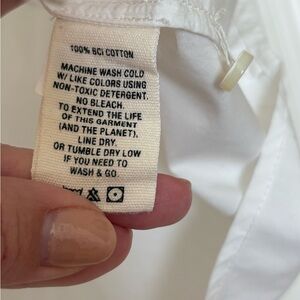 100% BCI COTTON
MACHINE WASH COLD
W/ LIKE COLORS USING
NON-TOXIC DETERGENT.
NO BLEACH.
TO EXTEND THE LIFE
OF THIS GARMENT
(AND THE PLANET),
LINE DRY.
OR TUMBLE DRY LOW
IF YOU NEED TO
WASH & GO.